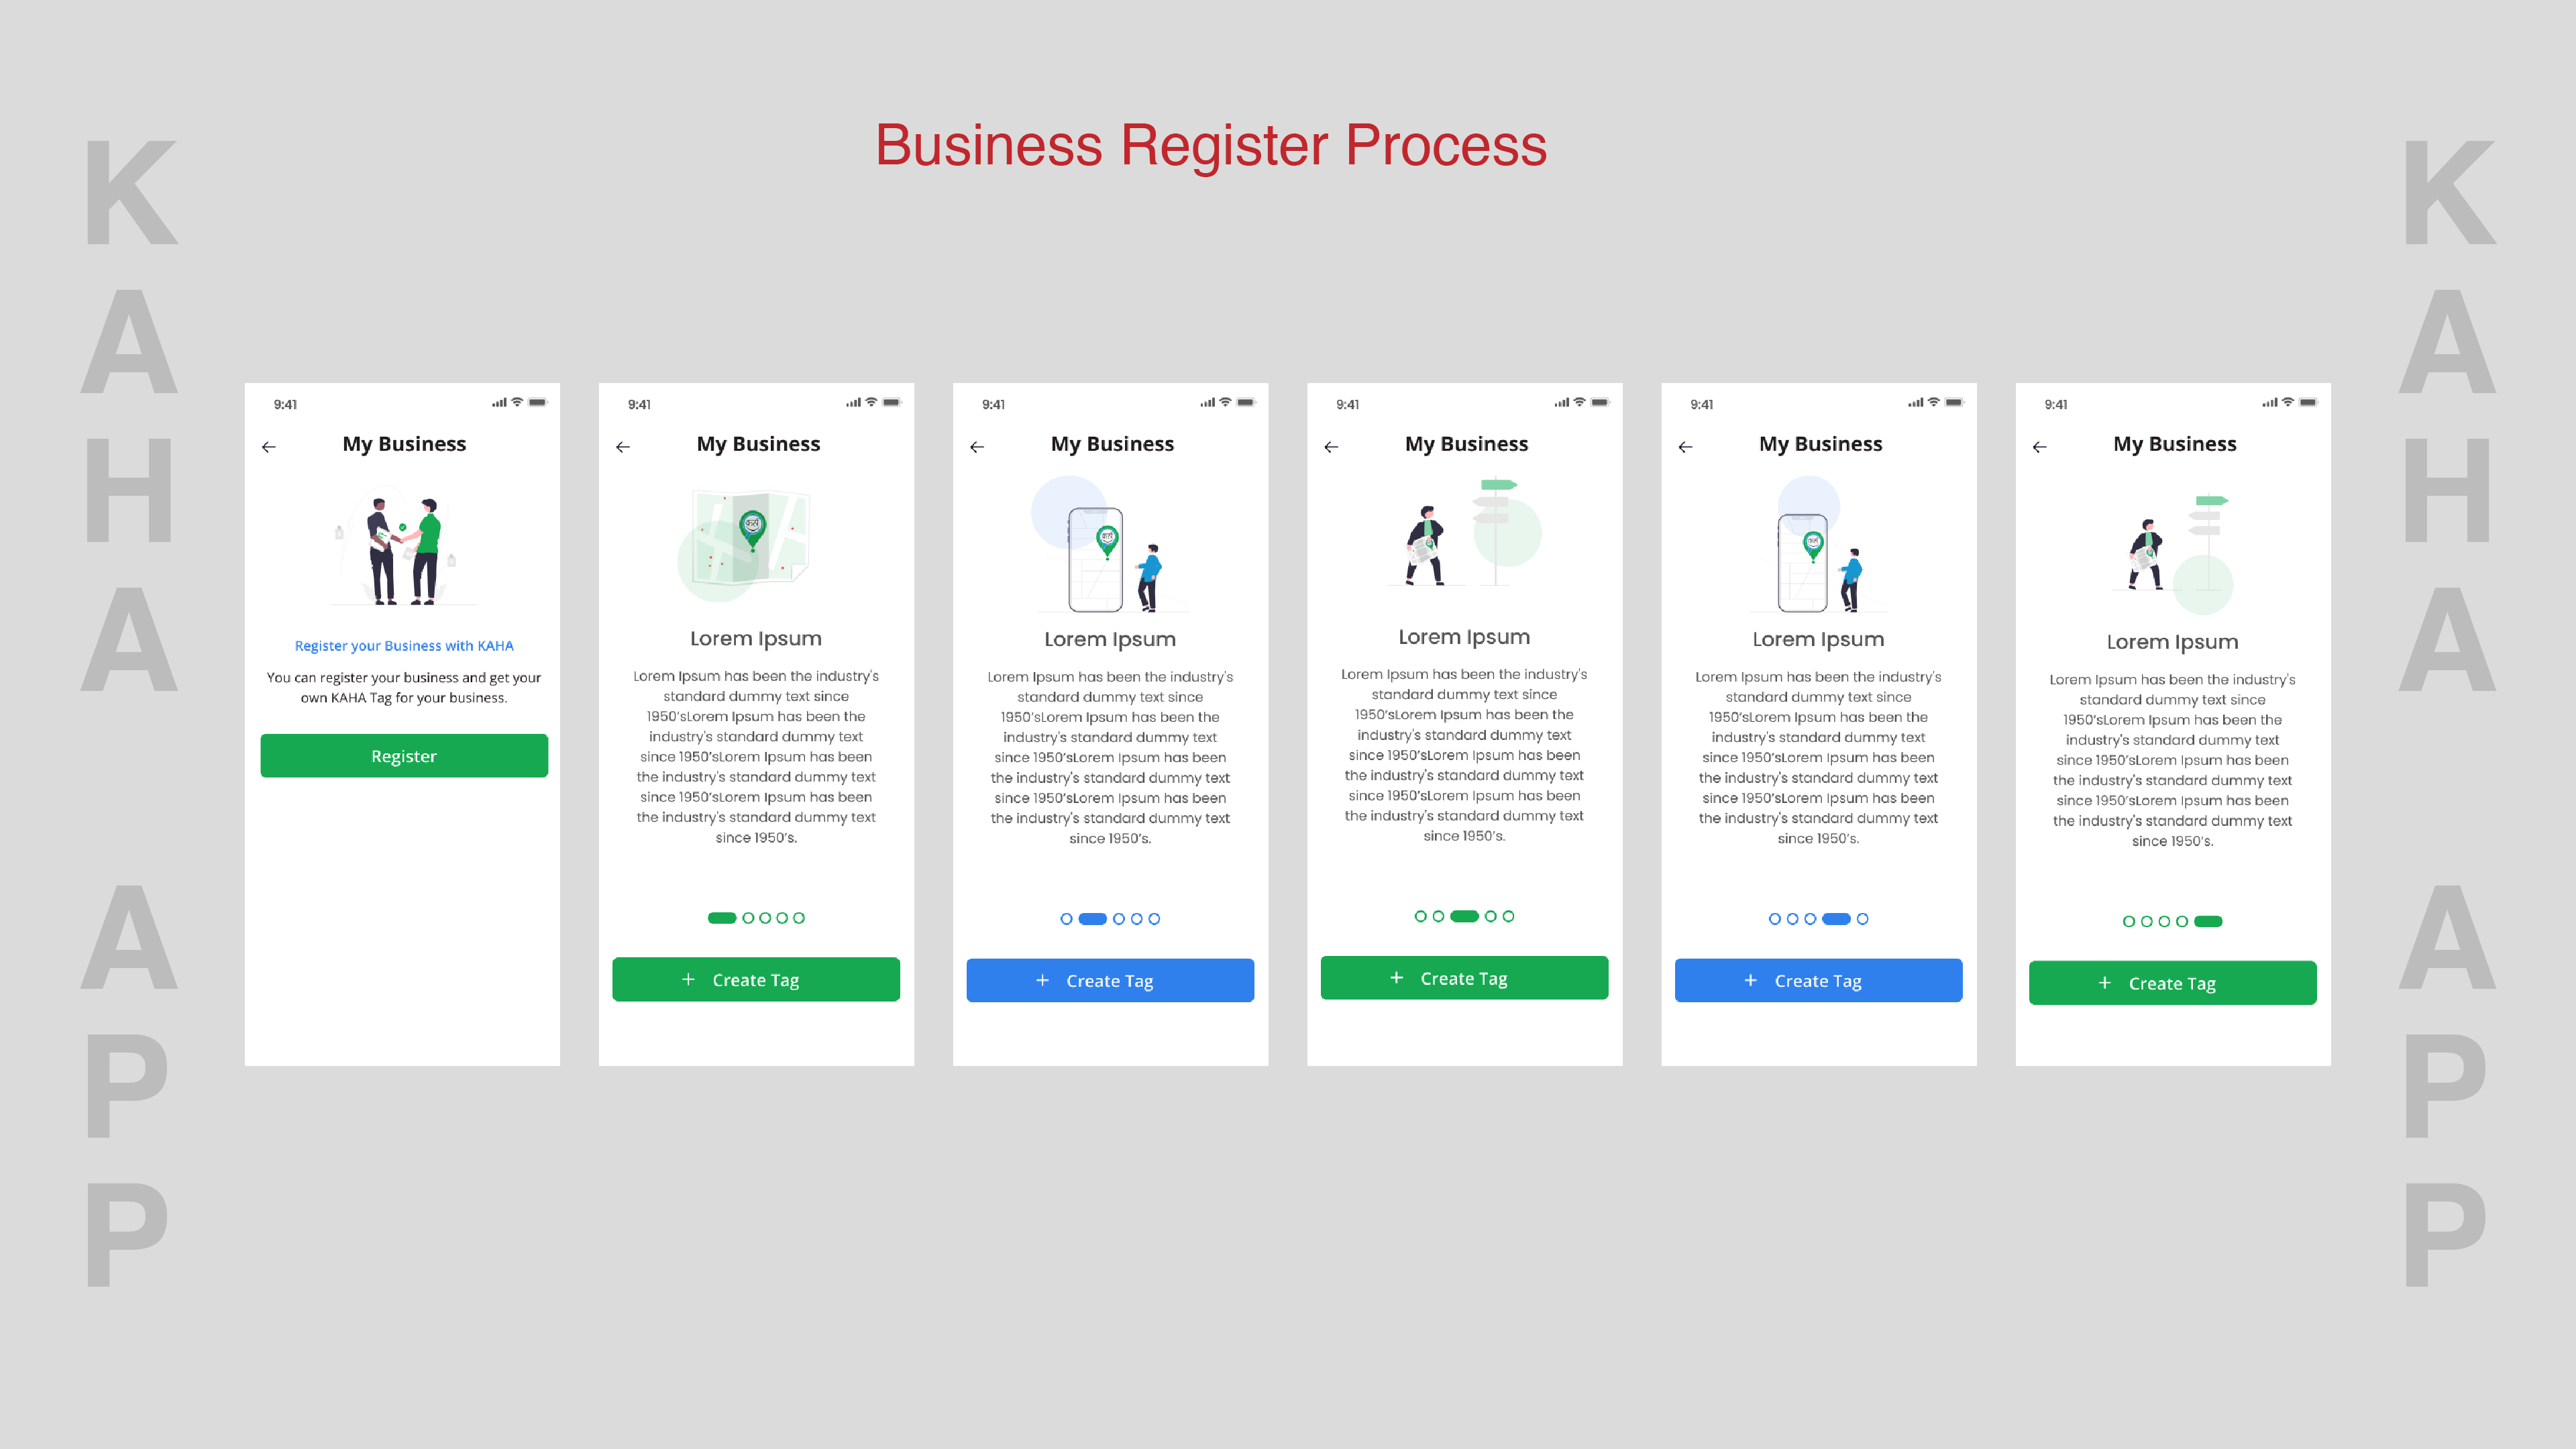 Business Register Process
K
A
H
A
A
P
P
9:41
My Business
Register your Business with KAHA
You can register your business and get your
own KAHA Tag for your business.
Register
9:41
My Business
Lorem Ipsum
Lorem Ipsum has been the industry's
standard dummy text since
1950'sLorem Ipsum has been the
industry's standard dummy text
since 1950'sLorem Ipsum has been
the industry's standard dummy text
since 1950'sLorem Ipsum has been
the industry's standard dummy text
since 1950's.
+ Create Tag
9:41
My Business
Lorem Ipsum
Lorem Ipsum has been the industry's
standard dummy text since
1950'sLorem Ipsum has been the
industry's standard dummy text
since 1950'sLorem Ipsum has been
the industry's standard dummy text
since 1950'sLorem Ipsum has been
the industry's standard dummy text
since 1950's.
+ Create Tag
9:41
My Business
Lorem Ipsum
Lorem Ipsum has been the industry's
standard dummy text since
1950'sLorem Ipsum has been the
industry's standard dummy text
since 1950'sLorem Ipsum has been
the industry's standard dummy text
since 1950'sLorem Ipsum has been
the industry's standard dummy text
since 1950's.
+ Create Tag
9:41
My Business
Lorem Ipsum
Lorem Ipsum has been the industry's
standard dummy text since
1950'sLorem Ipsum has been the
industry's standard dummy text
since 1950'sLorem Ipsum has been
the industry's standard dummy text
since 1950'sLorem Ipsum has been
the industry's standard dummy text
since 1950's.
+ Create Tag
9:41
My Business
Lorem Ipsum
Lorem Ipsum has been the industry's
standard dummy text since
1950'sLorem Ipsum has been the
industry's standard dummy text
since 1950'sLorem Ipsum has been
the industry's standard dummy text
since 1950'sLorem Ipsum has been
the industry's standard dummy text
since 1950's.
+ Create Tag
K
A
H
A
A
P
P